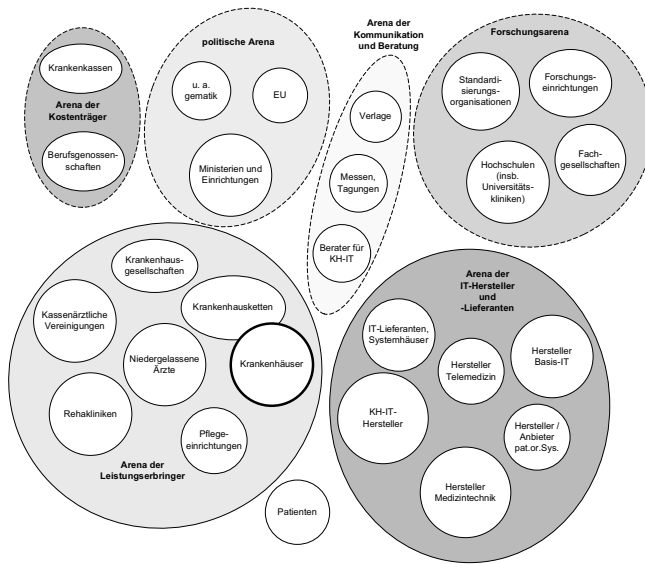 Krankenkassen
Arena der
Kostenträger
Berufsgenossen-
schaften
politische Arena
u. a.
gematik
EU
Ministerien und
Einrichtungen
Arena der
Kommunikation
und Beratung
Verlage
Messen,
Tagungen
Berater für
KH-IT
Forschungsarena
Standardi-
sierungs-
organisationen
Forschungs-
einrichtungen
Hochschulen
(insb.
Universitäts-
kliniken)
Fach-
gesellschaften
Krankenhaus-
gesellschaften
Krankenhausketten
Kassenärztliche
Vereinigungen
Niedergelassene
Ärzte
Krankenhäuser
Rehakliniken
Pflege-
einrichtungen
Arena der
Leistungserbringer
Patienten
Arena der
IT-Hersteller
und
-Lieferanten
IT-Lieferanten,
Systemhäuser
Hersteller
Telemedizin
Hersteller
Basis-IT
KH-IT-
Hersteller
Hersteller /
Anbieter
pat.or.Sys.
Hersteller
Medizintechnik